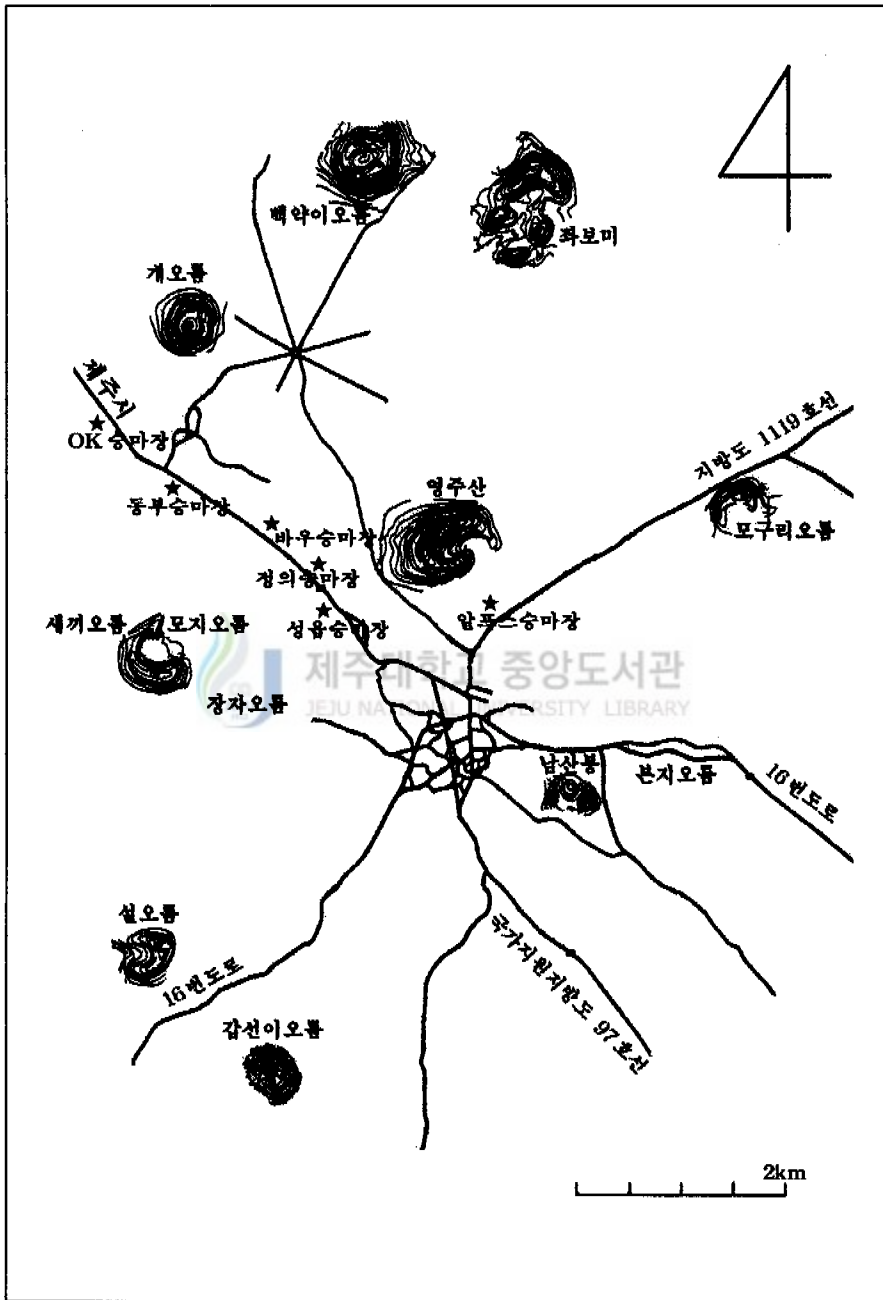 백약이오름
좌보미
개오름
제주시
OK 승마장
지방도 1119호선
동부승마장
영주산
모구리오름
바우승마장
정의승마장
새끼오름
모지오름
성읍승마장
알프스승마장
제주대학교 중앙도서관
JEJU NATIONAL UNIVERSITY LIBRARY
장자오름
남산봉
본지오름
16번도로
설오름
16번도로
국가지원지방도 97호선
갑선이오름
2km